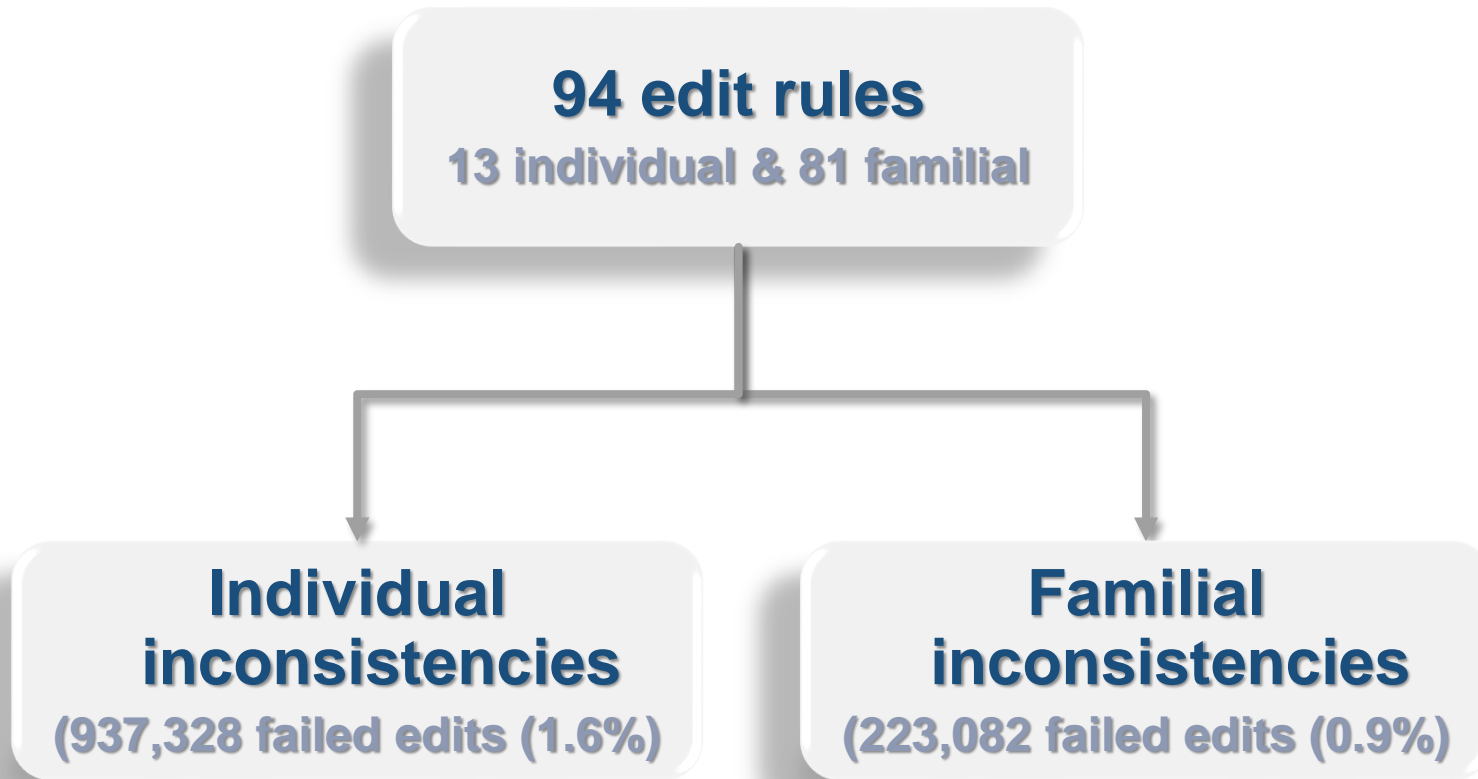 94 edit rules
13 individual & 81 familial
Individual
inconsistencies
(937,328 failed edits (1.6%)
Familial
inconsistencies
(223,082 failed edits (0.9%)